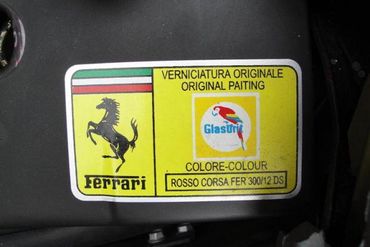 VERNICIATURA ORIGINALE
ORIGINAL PAITING
Glasurit
COLORE-COLOUR
ROSSO CORSA FER 300/12 DS
Ferrari